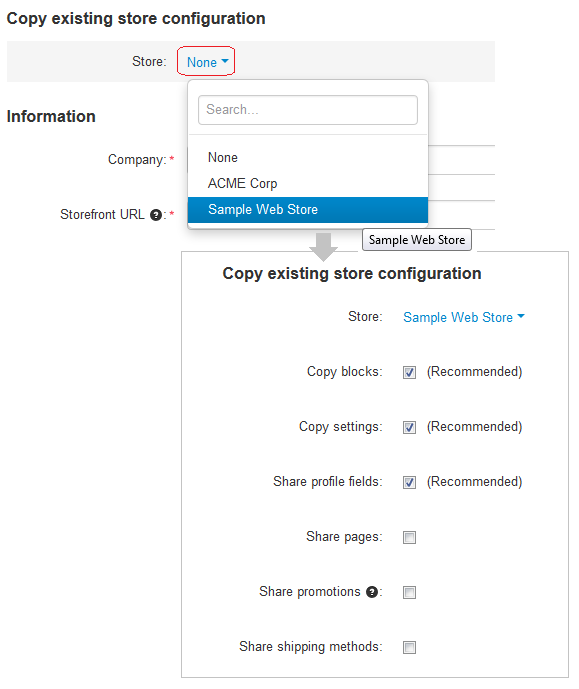 Copy existing store configuration
Store: None
Search...
Information
None
Company: *
ACME Corp
Sample Web Store
Storefront URL ?: *
Sample Web Store
Copy existing store configuration
Store: Sample Web Store
Copy blocks: (Recommended)
Copy settings: (Recommended)
Share profile fields: (Recommended)
Share pages:
Share promotions ?:
Share shipping methods: